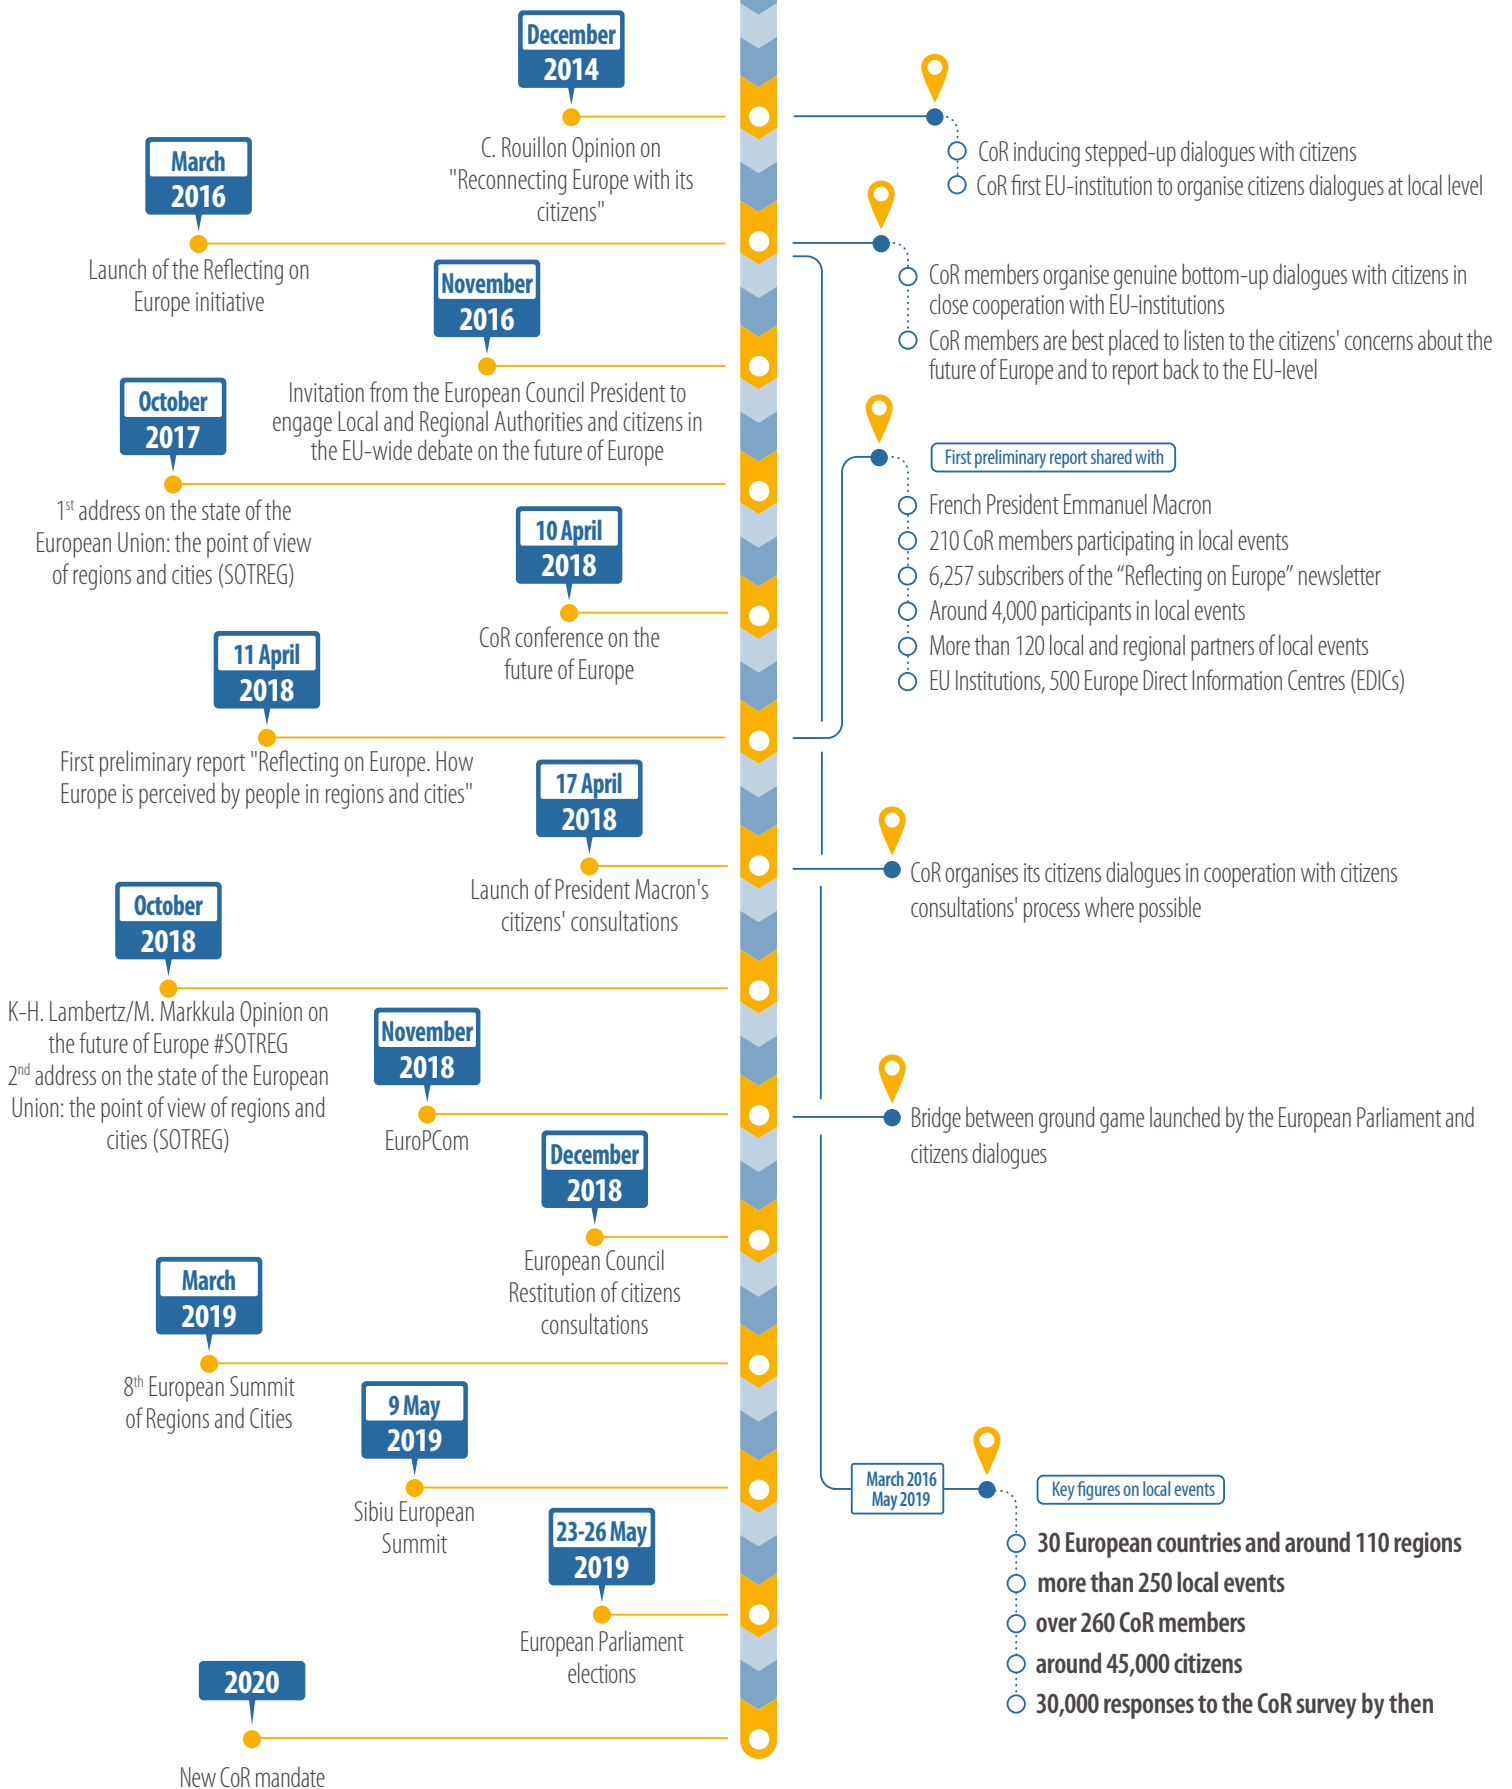 December
2014
C. Rouillon Opinion on
"Reconnecting Europe with its
citizens"
CoR inducing stepped-up dialogues with citizens
CoR first EU-institution to organise citizens dialogues at local level
March
2016
Launch of the Reflecting on
Europe initiative
CoR members organise genuine bottom-up dialogues with citizens in
close cooperation with EU-institutions
CoR members are best placed to listen to the citizens' concerns about the
future of Europe and to report back to the EU-level
November
2016
Invitation from the European Council President to
engage Local and Regional Authorities and citizens in
the EU-wide debate on the future of Europe
October
2017
1st address on the state of the
European Union: the point of view
of regions and cities (SOTREG)
10 April
2018
CoR conference on the
future of Europe
11 April
2018
First preliminary report "Reflecting on Europe. How
Europe is perceived by people in regions and cities"
First preliminary report shared with
French President Emmanuel Macron
210 CoR members participating in local events
6,257 subscribers of the “Reflecting on Europe” newsletter
Around 4,000 participants in local events
More than 120 local and regional partners of local events
EU Institutions, 500 Europe Direct Information Centres (EDICs)
17 April
2018
Launch of President Macron's
citizens' consultations
CoR organises its citizens dialogues in cooperation with citizens
consultations' process where possible
October
2018
K-H. Lambertz/M. Markkula Opinion on
the future of Europe #SOTREG
2nd address on the state of the European
Union: the point of view of regions and
cities (SOTREG)
November
2018
EuroPCom
Bridge between ground game launched by the European Parliament and
citizens dialogues
December
2018
European Council
Restitution of citizens
consultations
March
2019
8th European Summit
of Regions and Cities
9 May
2019
Sibiu European
Summit
23-26 May
2019
European Parliament
elections
March 2016
May 2019
Key figures on local events
30 European countries and around 110 regions
more than 250 local events
over 260 CoR members
around 45,000 citizens
30,000 responses to the CoR survey by then
2020
New CoR mandate